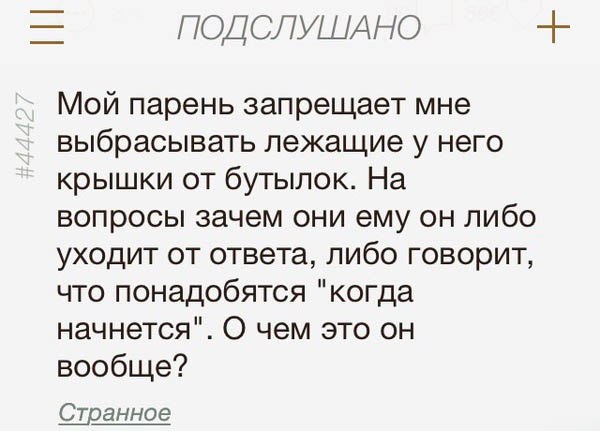 ПОДСЛУШАНО
#44427
Мой парень запрещает мне
выбрасывать лежащие у него
крышки от бутылок. На
вопросы зачем они ему он либо
уходит от ответа, либо говорит,
что понадобятся "когда
начнется". О чем это он
вообще?
Странное